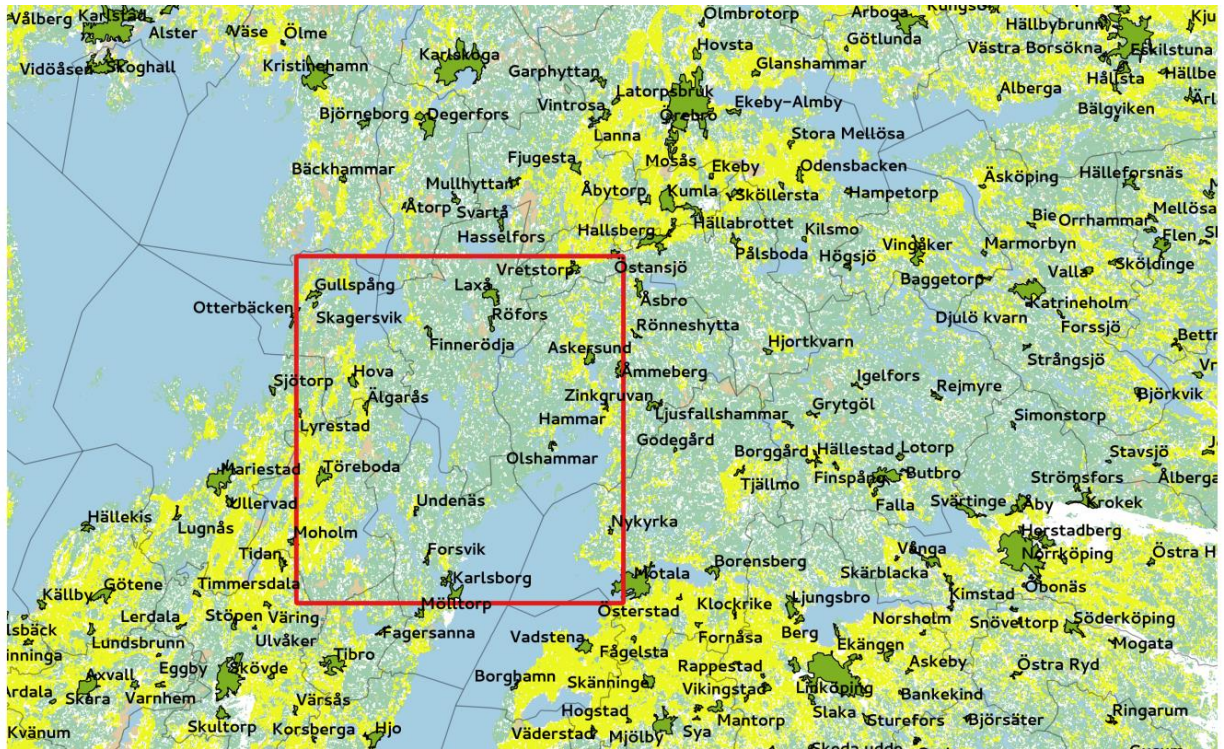 Vålberg
Karlstad
Alster
Väse
Ölme
Vidöåsen
Skoghall
Kristinehamn
Karlskoga
Björneborg
Degerfors
Garphyttan
Vintrosa
Latorpsbruk
Örebro
Lanna
Olmbrotorp
Hovsta
Glanshammar
Ekeby-Almby
Arboga
Götlunda
Hällbybrunn
Västra Borsökna
Eskilstuna
Hållsta
Alberga
Bälgviken
Stora Mellösa
Bäckhammar
Fjugesta
Mosås
Ekeby
Odensbacken
Mullhyttan
Åbytorp
Kumla
Sköllersta
Hampetorp
Äsköping
Hälleforsnäs
Åtorp
Svartå
Hasselfors
Hallsberg
Hällabrottet
Kilsmo
Pålsboda
Högsjö
Vingåker
Bie
Orrhammar
Mellösa
Flen
Marmorbyn
Baggetorp
Valla
Sköldinge
Katrineholm
Vretstorp
Östansjö
Gullspång
Laxå
Otterbäcken
Skagersvik
Röfors
Åsbro
Djulö kvarn
Forssjö
Finnerödja
Rönneshytta
Askersund
Hjortkvarn
Strångsjö
Sjötorp
Hova
Åmmeberg
Igelfors
Rejmyre
Björkvik
Älgarås
Zinkgruvan
Lyrestad
Hammar
Ljusfallshammar
Grytgöl
Simonstorp
Godegård
Olshammar
Borggård
Hällestad
Lotorp
Stavsjö
Mariestad
Töreboda
Tjällmo
Finspång
Butbro
Strömsfors
Ålberga
Ullervad
Undenäs
Falla
Svärtinge
Åby
Krokek
Hällekis
Lugnås
Nykyrka
Herstadberg
Moholm
Tidan
Forsvik
Borensberg
Vånga
Norrköping
Skärblacka
Götene
Timmersdala
Karlsborg
Motala
Öbonäs
Källby
Mölltorp
Österstad
Klockrike
Ljungsbro
Kimstad
Lerdala
Stöpen
Väring
Fagersanna
Norsholm
Snöveltorp
Söderköping
Lundsbrunn
Ulvåker
Vadstena
Fornåsa
Berg
Ekängen
Mogata
Axvall
Eggby
Skövde
Tibro
Fågelsta
Rappestad
Askeby
Östra Ryd
Skara
Varnhem
Borghamn
Skänninge
Vikingstad
Linköping
Bankekind
Värsås
Hogstad
Mantorp
Slaka
Sturefors
Björsäter
Ringarum
Kvänum
Skultorp
Korsberga
Hjo
Väderstad
Mjölby
Sya